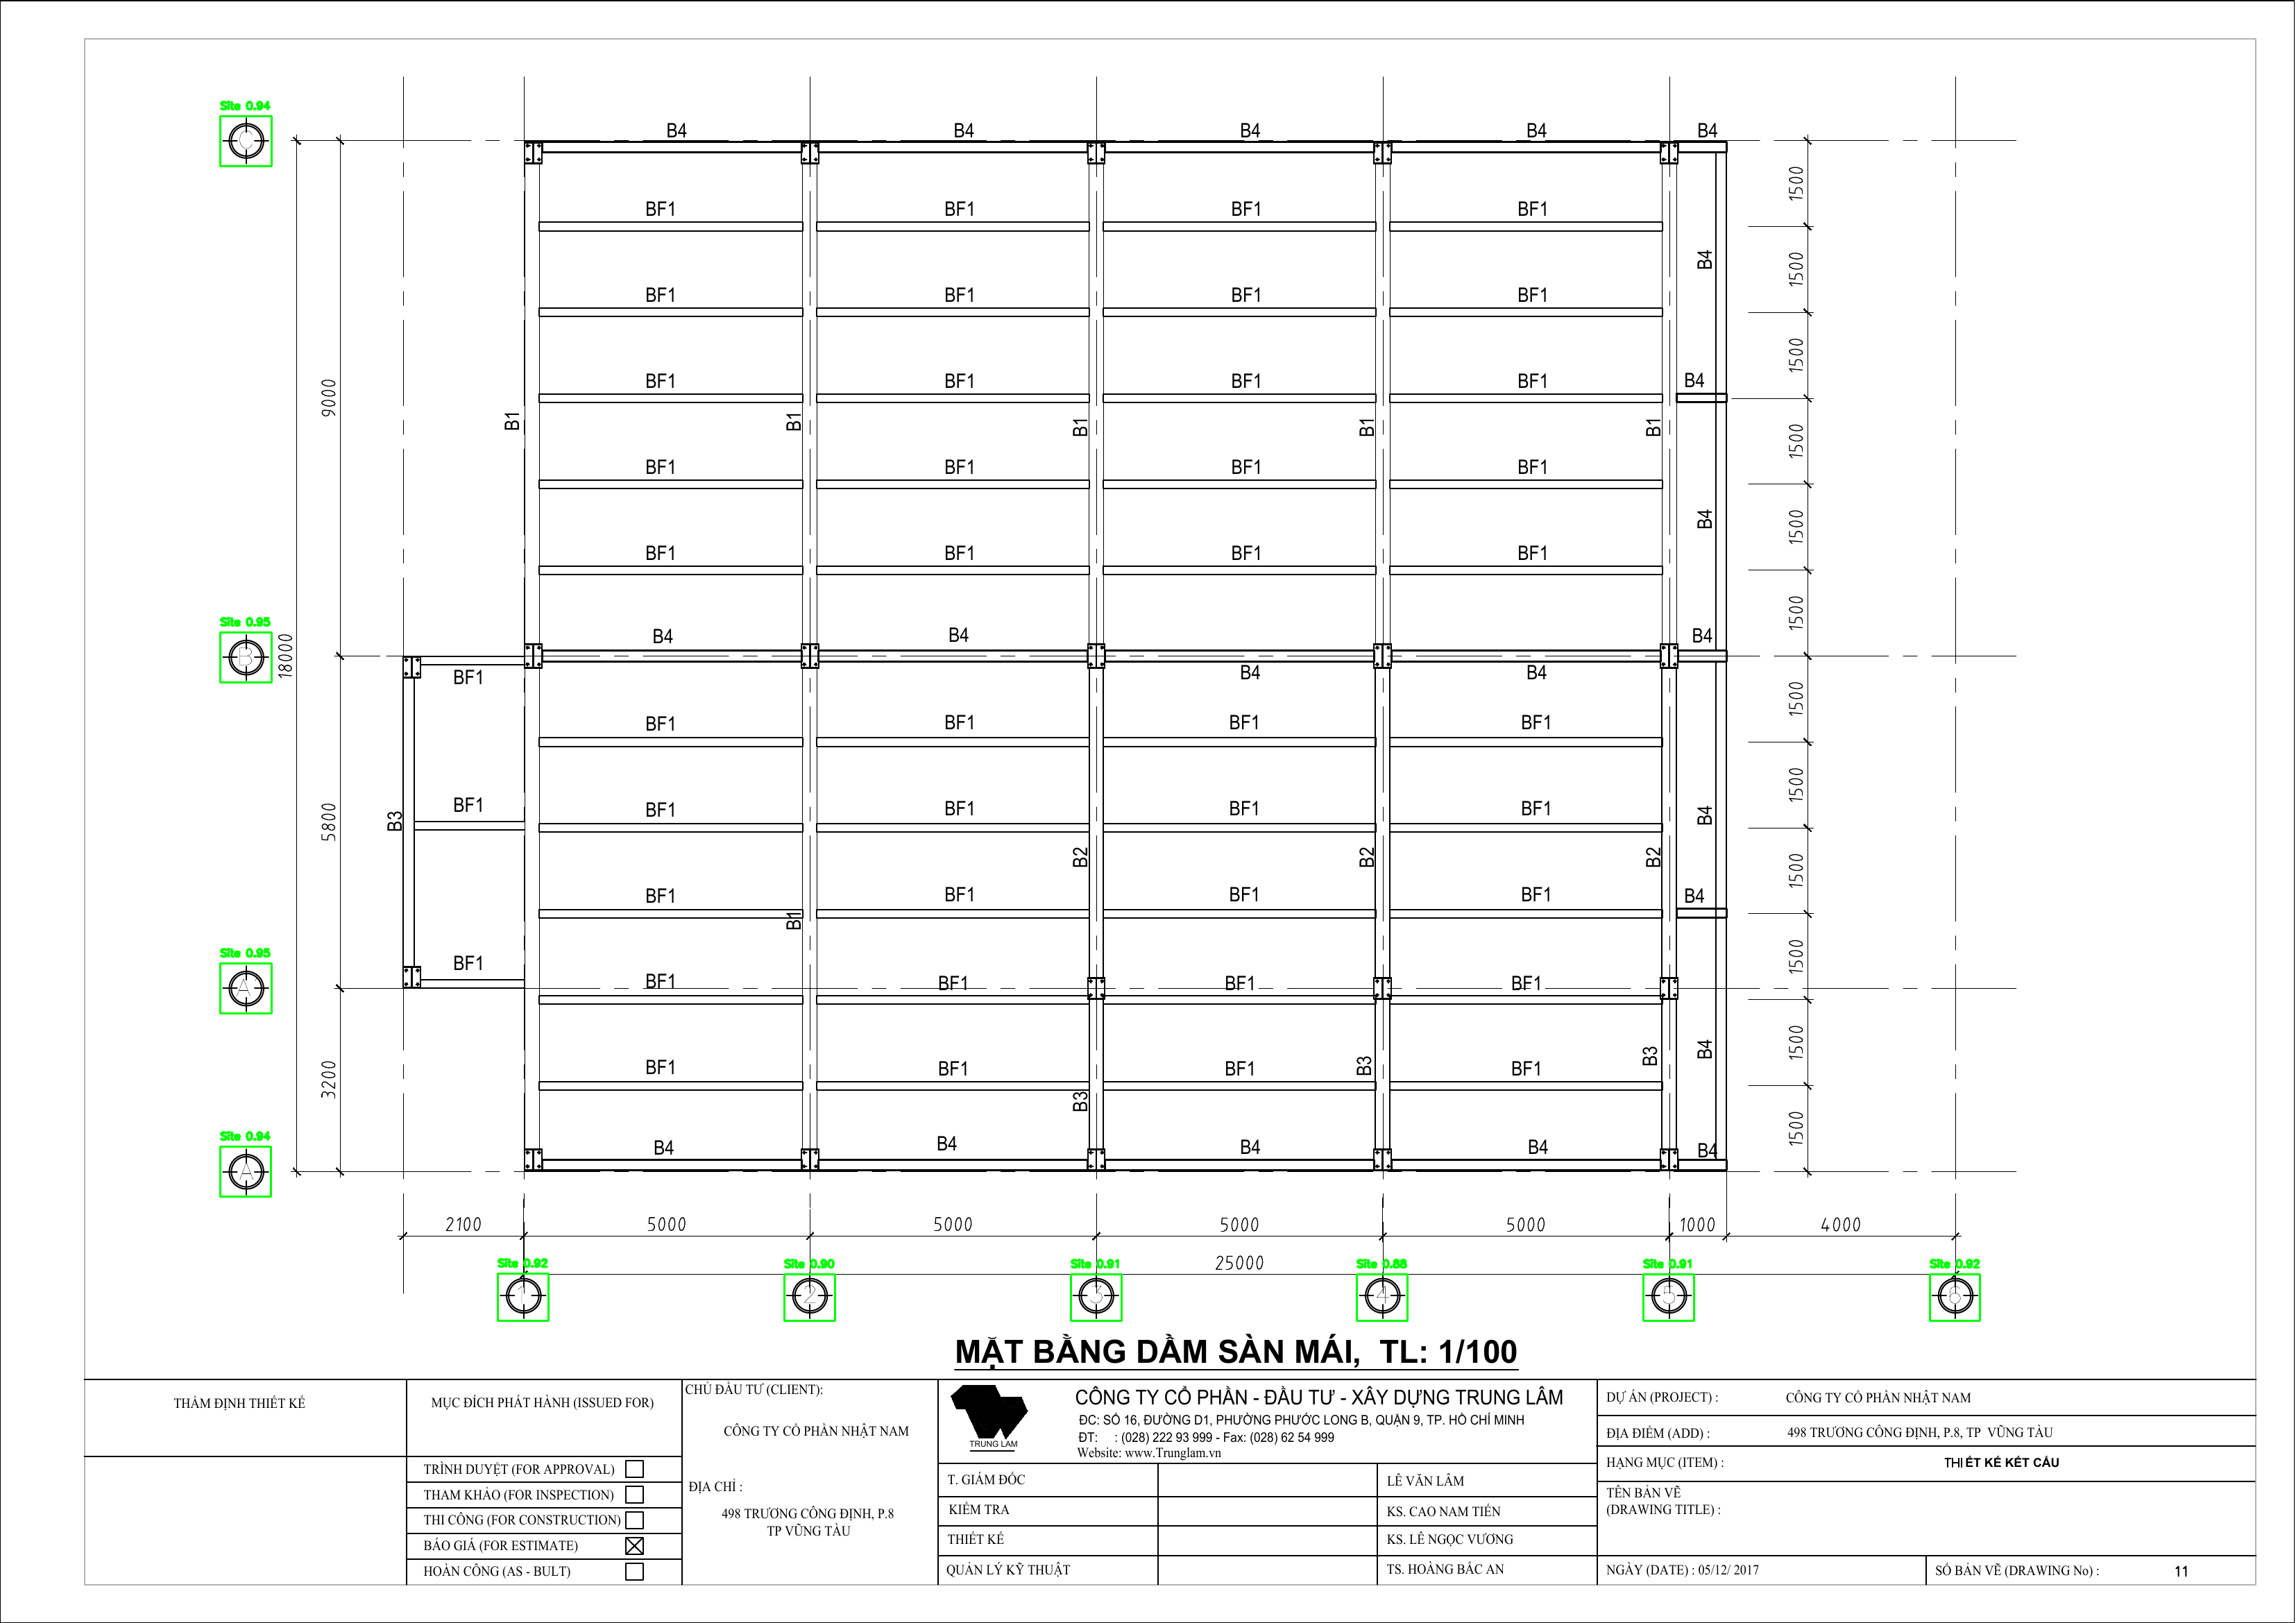 Site 0.94
C
B4 B4 B4 B4 B4
1500
BF1 BF1 BF1 BF1
B4
1500
BF1 BF1 BF1 BF1
1500
9000
BF1 BF1 BF1 BF1 B4
B1 B1 B1 B1 B1
1500
BF1 BF1 BF1 BF1
B4
1500
BF1 BF1 BF1 BF1
1500
Site 0.95
B
18000
B4 B4 B4
BF1 B4 B4
1500
BF1 BF1 BF1 BF1
1500
BF1 BF1 BF1 BF1 BF1
B3 B4
5800
B2 B2 B2
1500
BF1 BF1 BF1 B4
BF1
B1
Site 0.95
A
BF1
1500
BF1 BF1 BF1 BF1
1500
B3 B3 B4
BF1 BF1 BF1 BF1
3200
B3
1500
Site 0.94
A
B4 B4 B4 B4 B4
2100 5000 5000 5000 5000 1000 4000
25000
Site 0.92 Site 0.90 Site 0.91 Site 0.88 Site 0.91 Site 0.92
1 2 3 4 5 6
MẶT BẰNG DẦM SÀN MÁI, TL: 1/100
THẨM ĐỊNH THIẾT KẾ
MỤC ĐÍCH PHÁT HÀNH (ISSUED FOR)
TRÌNH DUYỆT (FOR APPROVAL)
THAM KHẢO (FOR INSPECTION)
THI CÔNG (FOR CONSTRUCTION)
BÁO GIÁ (FOR ESTIMATE)
HOÀN CÔNG (AS - BULT)
CHỦ ĐẦU TƯ (CLIENT):
CÔNG TY CỔ PHẦN NHẬT NAM
ĐỊA CHỈ :
498 TRƯƠNG CÔNG ĐỊNH, P.8
TP VŨNG TÀU
TRUNG LAM
CÔNG TY CỔ PHẦN - ĐẦU TƯ - XÂY DỰNG TRUNG LÂM
ĐC: SỐ 16, ĐƯỜNG D1, PHƯỜNG PHƯỚC LONG B, QUẬN 9, TP. HỒ CHÍ MINH
ĐT: : (028) 222 93 999 - Fax: (028) 62 54 999
Website: www.Trunglam.vn
T. GIÁM ĐỐC LÊ VĂN LÂM
KIỂM TRA KS. CAO NAM TIẾN
THIẾT KẾ KS. LÊ NGỌC VƯƠNG
QUẢN LÝ KỸ THUẬT TS. HOÀNG BẮC AN
DỰ ÁN (PROJECT) : CÔNG TY CỔ PHẦN NHẬT NAM
ĐỊA ĐIỂM (ADD) : 498 TRƯƠNG CÔNG ĐỊNH, P.8, TP VŨNG TÀU
HẠNG MỤC (ITEM) : THIẾT KẾ KẾT CẤU
TÊN BẢN VẼ
(DRAWING TITLE) :
NGÀY (DATE) : 05/12/ 2017
SỐ BẢN VẼ (DRAWING No) : 11